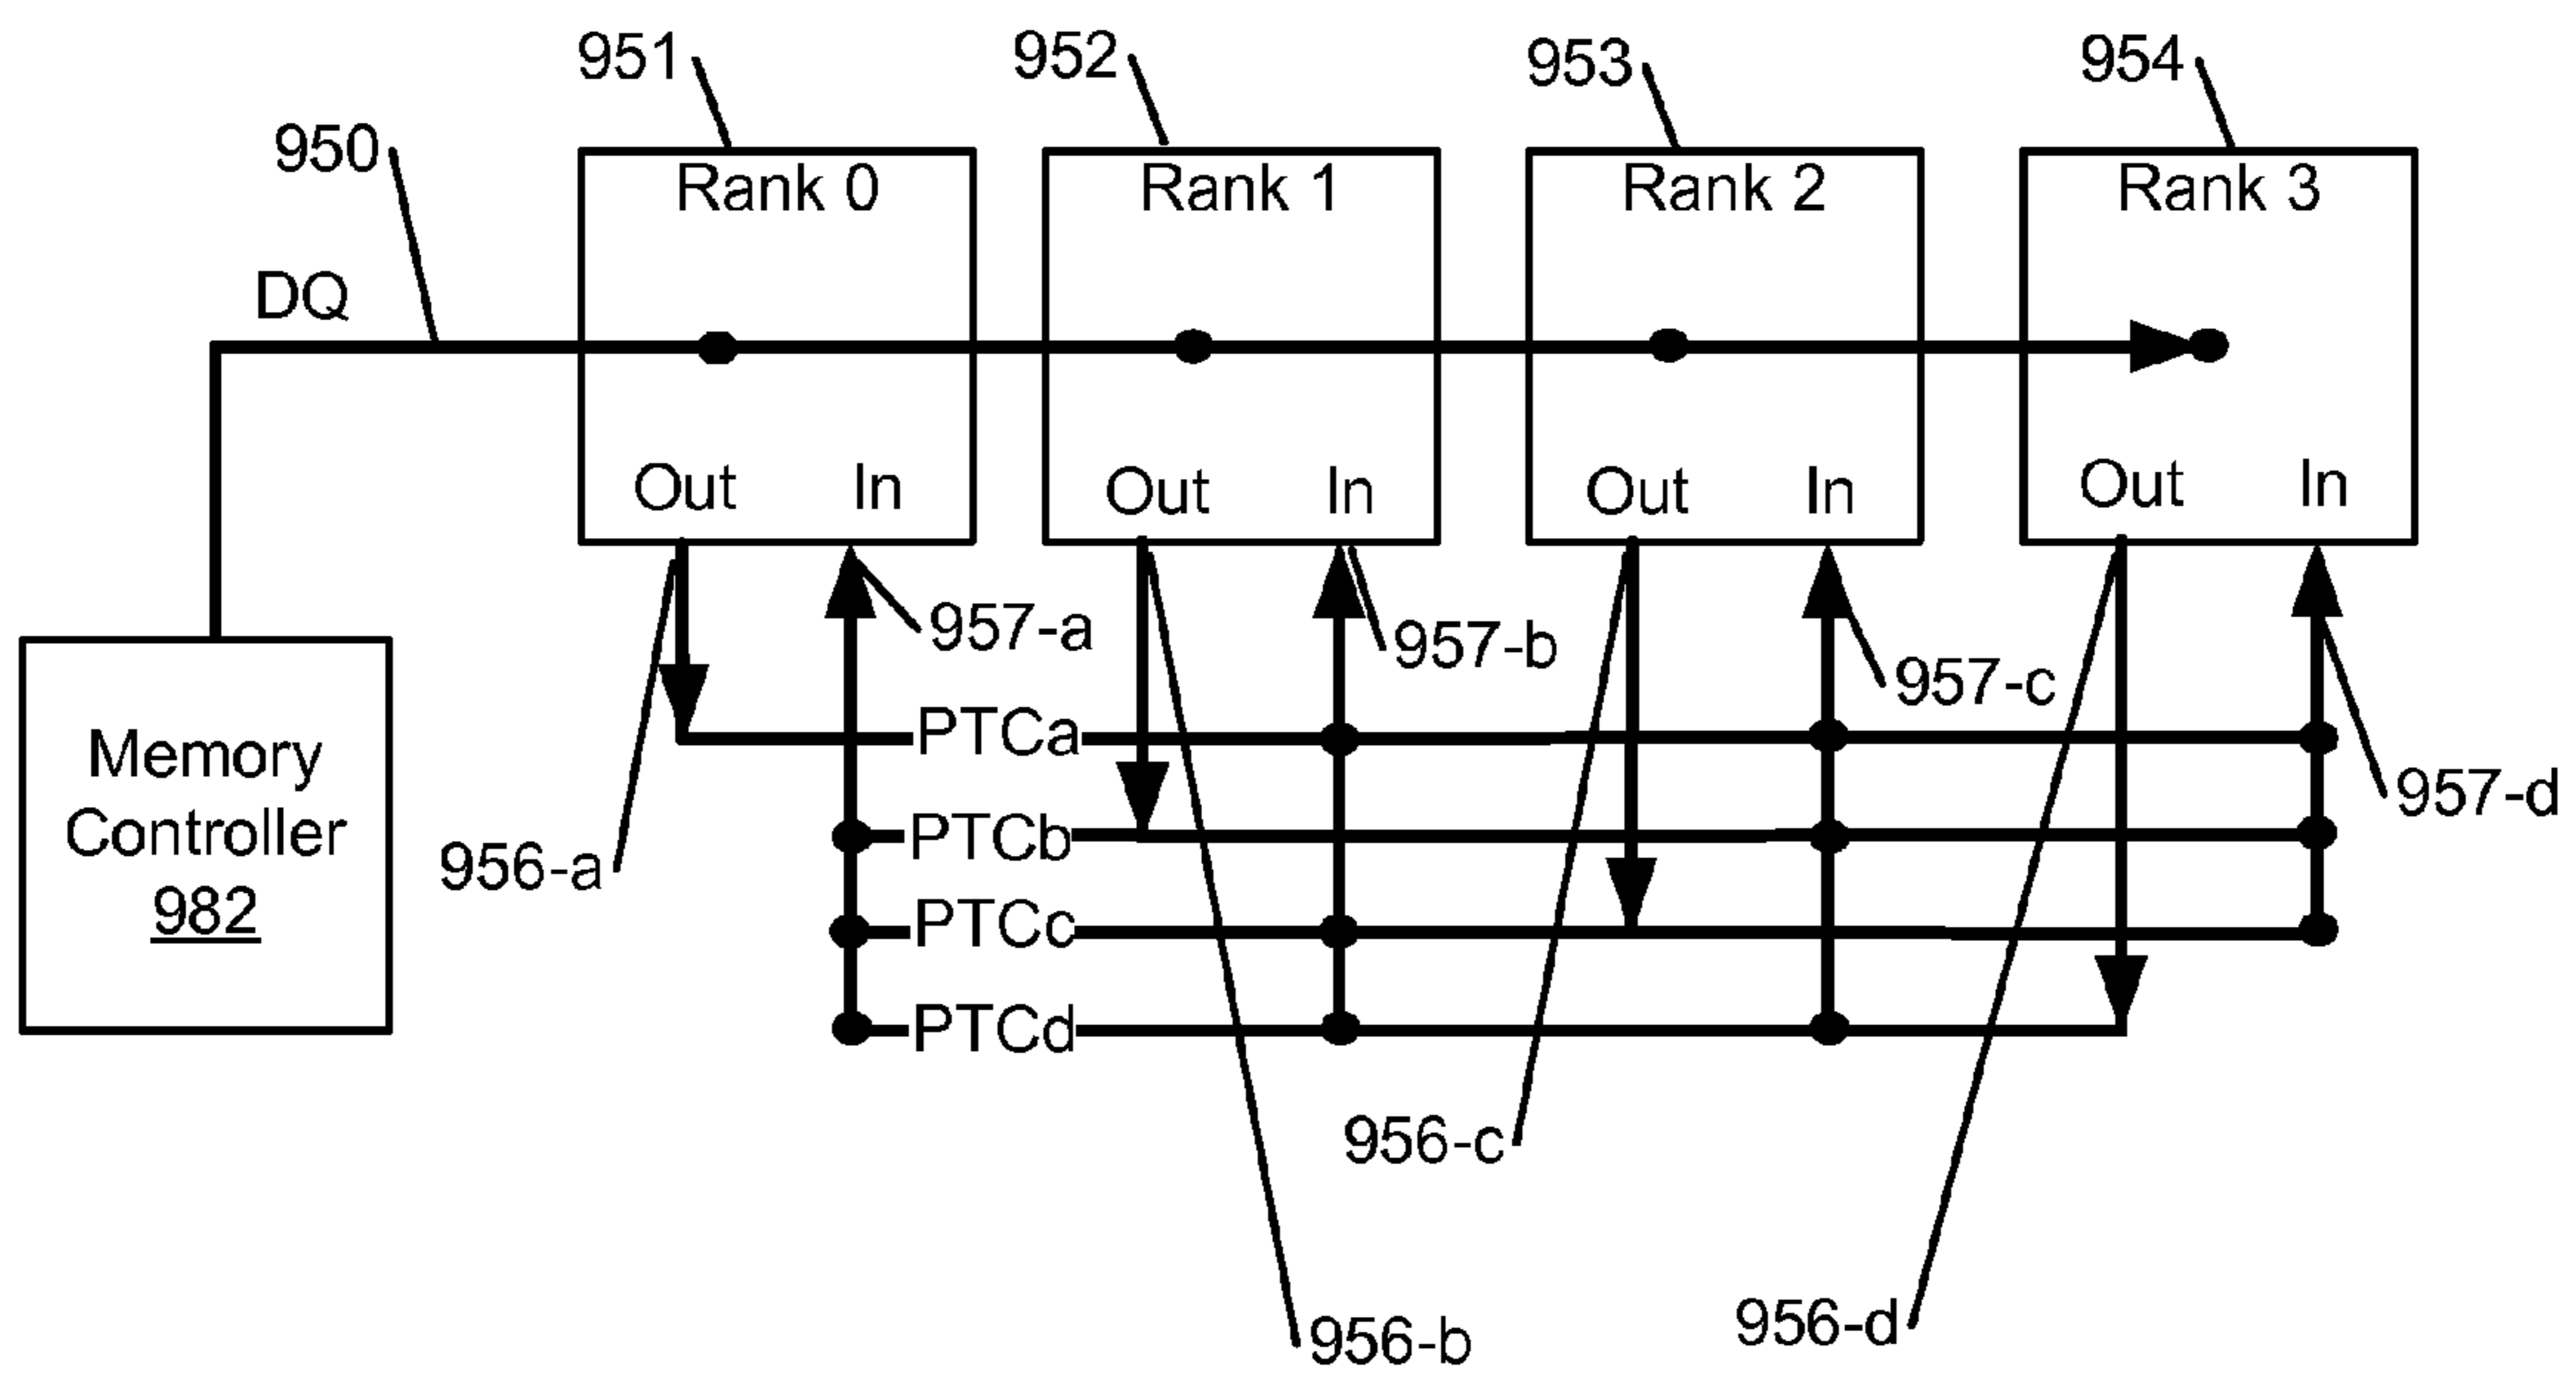 951
952
953
954
950
Rank 0
Rank 1
Rank 2
Rank 3
DQ
Out In
Out In
Out In
Out In
957-a
957-b
957-c
957-d
PTCa
PTCb
PTCc
PTCd
Memory
Controller
982
956-a
956-c
956-b
956-d